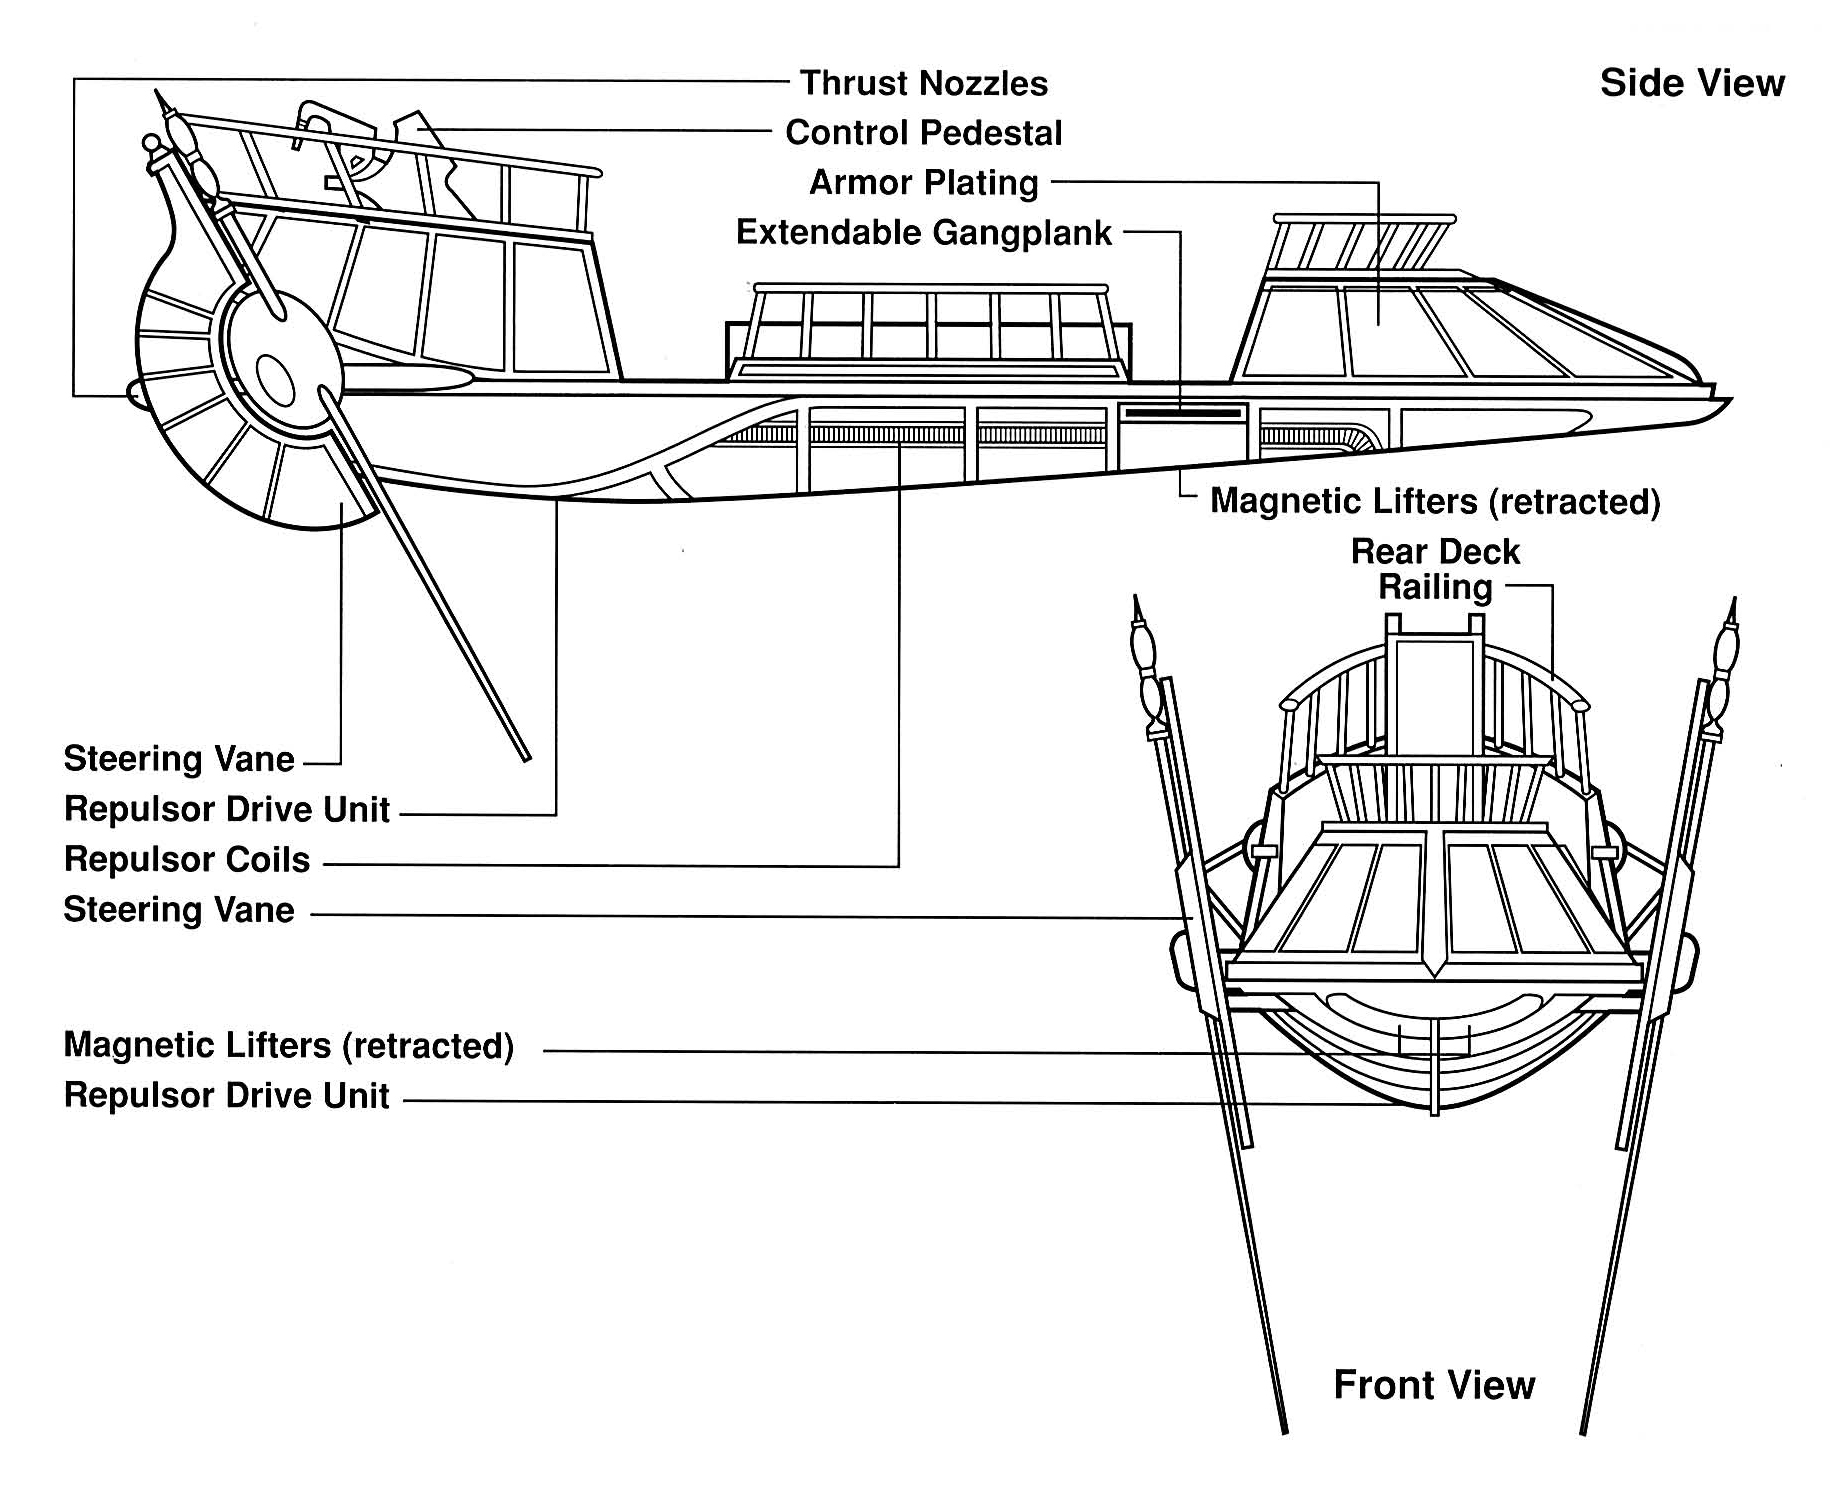 Thrust Nozzles
Side View
Control Pedestal
Armor Plating
Extendable Gangplank
Magnetic Lifters (retracted)
Rear Deck
Railing
Steering Vane
Repulsor Drive Unit
Repulsor Coils
Steering Vane
Magnetic Lifters (retracted)
Repulsor Drive Unit
Front View